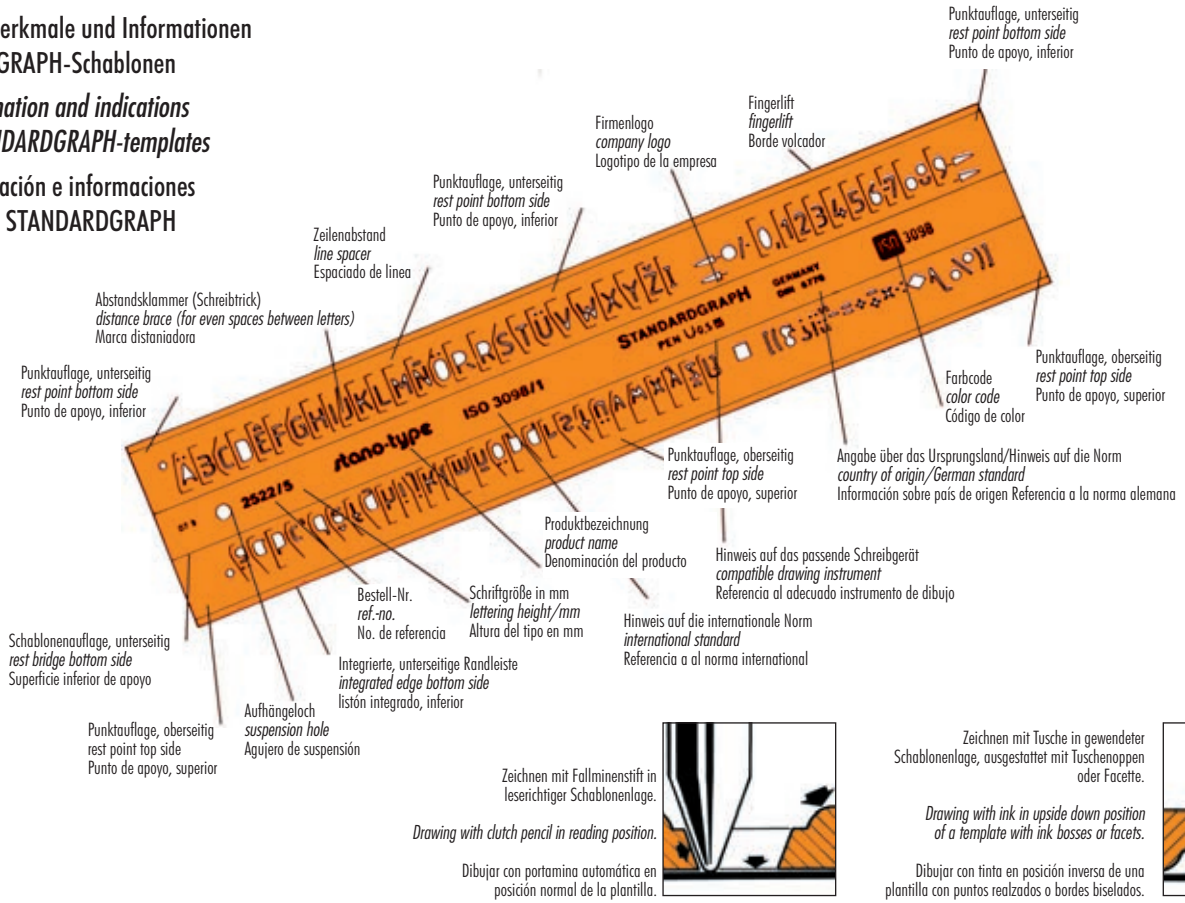 erkmale und Informationen
GRAPH-Schablonen
nation and indications
NDARDGRAPH-templates
ación e informaciones
STANDARDGRAPH
Punktauflage, unterseitig
rest point bottom side
Punto de apoyo, inferior
Fingerlift
fingerlift
Borde volcador
Firmenlogo
company logo
Logotipo de la empresa
Punktauflage, unterseitig
rest point bottom side
Punto de apoyo, inferior
Zeilenabstand
line spacer
Espaciado de linea
Abstandsklammer (Schreibtrick)
distance brace (for even spaces between letters)
Marca distaniadora
Punktauflage, unterseitig
rest point bottom side
Punto de apoyo, inferior
2522/5
stano-type
ISO 3098/1
STANDARDGRAPH
PEN 0,5
GERMANY
DIN 6776
ISO 3098
Punktauflage, oberseitig
rest point top side
Punto de apoyo, superior
Farbcode
color code
Código de color
Angabe über das Ursprungsland/Hinweis auf die Norm
country of origin/German standard
Información sobre país de origen Referencia a la norma alemana
Punktauflage, oberseitig
rest point top side
Punto de apoyo, superior
Produktbezeichnung
product name
Denominación del producto
Hinweis auf das passende Schreibgerät
compatible drawing instrument
Referencia al adecuado instrumento de dibujo
Bestell-Nr.
ref.-no.
No. de referencia
Schriftgröße in mm
lettering height/mm
Altura del tipo en mm
Hinweis auf die internationale Norm
international standard
Referencia a al norma international
Schablonenauflage, unterseitig
rest bridge bottom side
Superficie inferior de apoyo
Integrierte, unterseitige Randleiste
integrated edge bottom side
listón integrado, inferior
Aufhängeloch
suspension hole
Agujero de suspensión
Punktauflage, oberseitig
rest point top side
Punto de apoyo, superior
Zeichnen mit Fallminenstift in
leserichtiger Schablonenlage.
Drawing with clutch pencil in reading position.
Dibujar con portamina automática en
posición normal de la plantilla.
Zeichnen mit Tusche in gewendeter
Schablonenlage, ausgestattet mit Tuschenoppen
oder Facette.
Drawing with ink in upside down position
of a template with ink bosses or facets.
Dibujar con tinta en posición inversa de una
plantilla con puntos realzados o bordes biselados.